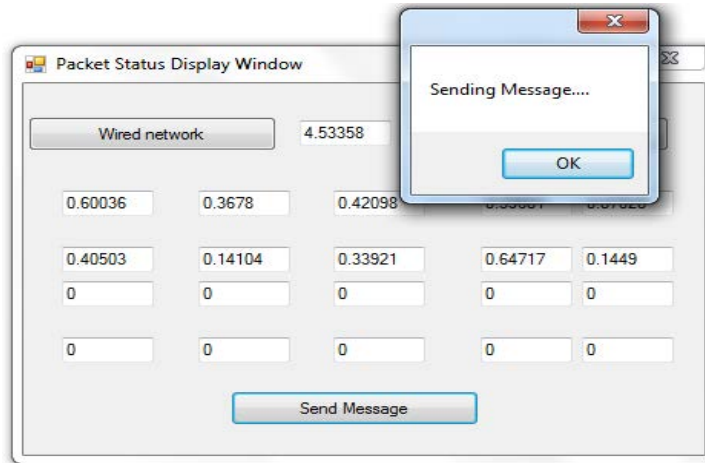 Packet Status Display Window
Sending Message....
Wired network 4.53358
OK
0.60036 0.3678 0.42098
0.40503 0.14104 0.33921 0.64717 0.1449
0 0 0 0 0
0 0 0 0 0
Send Message